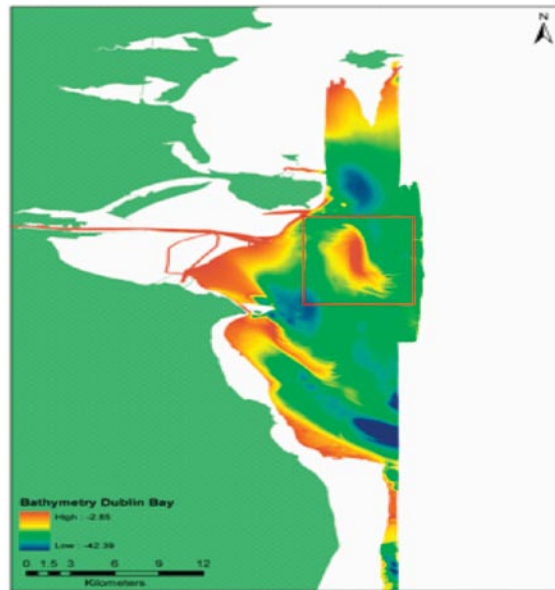 N
Bathymetry Dublin Bay
High : -2.85
Low : -42.39
0 1.5 3 6 9 12
Kilometers